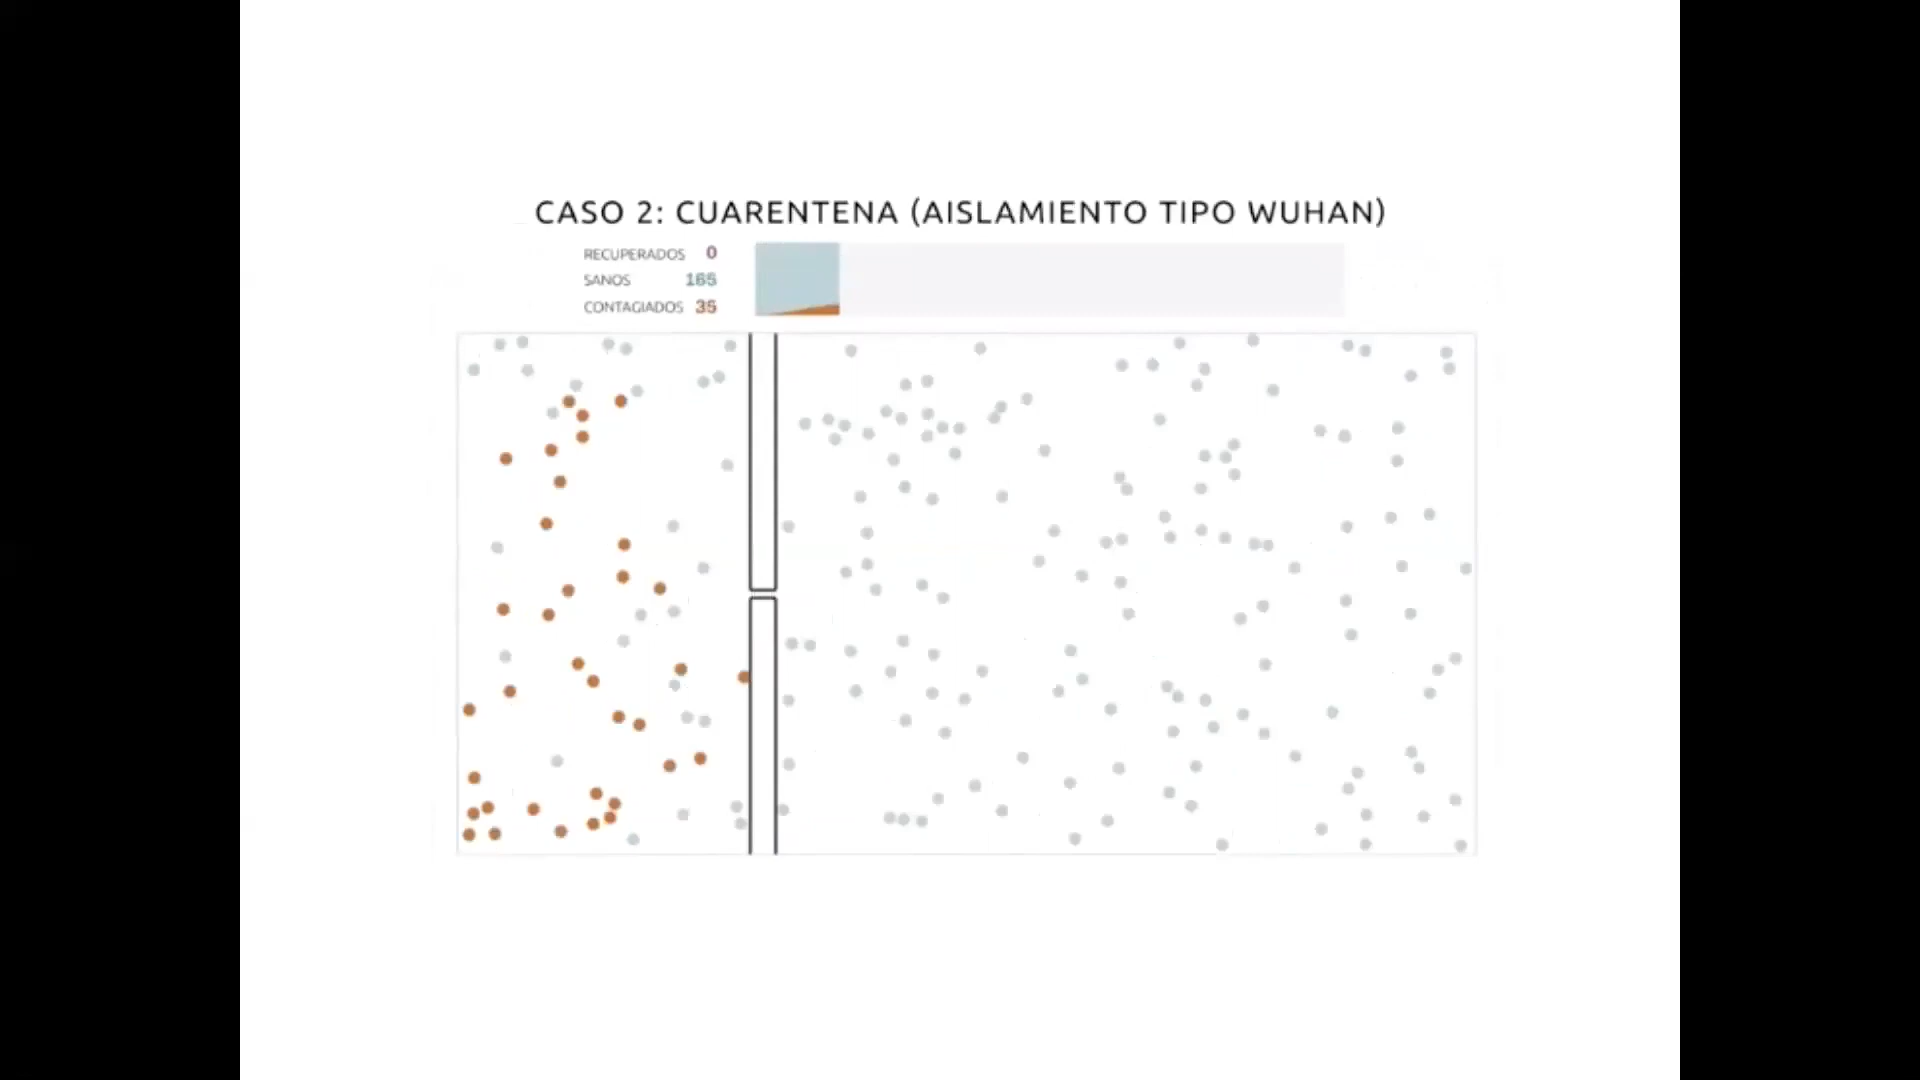 CASO 2: CUARENTENA (AISLAMIENTO TIPO WUHAN)
RECUPERADOS 0
SANOS 165
CONTAGIADOS 35